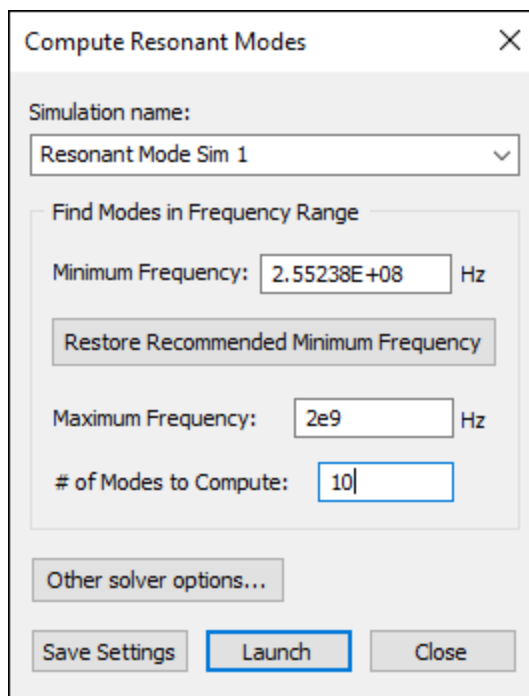 Compute Resonant Modes
Simulation name:
Resonant Mode Sim 1
Find Modes in Frequency Range
Minimum Frequency: 2.55238E+08 Hz
Restore Recommended Minimum Frequency
Maximum Frequency: 2e9 Hz
# of Modes to Compute: 10
Other solver options...
Save Settings Launch Close